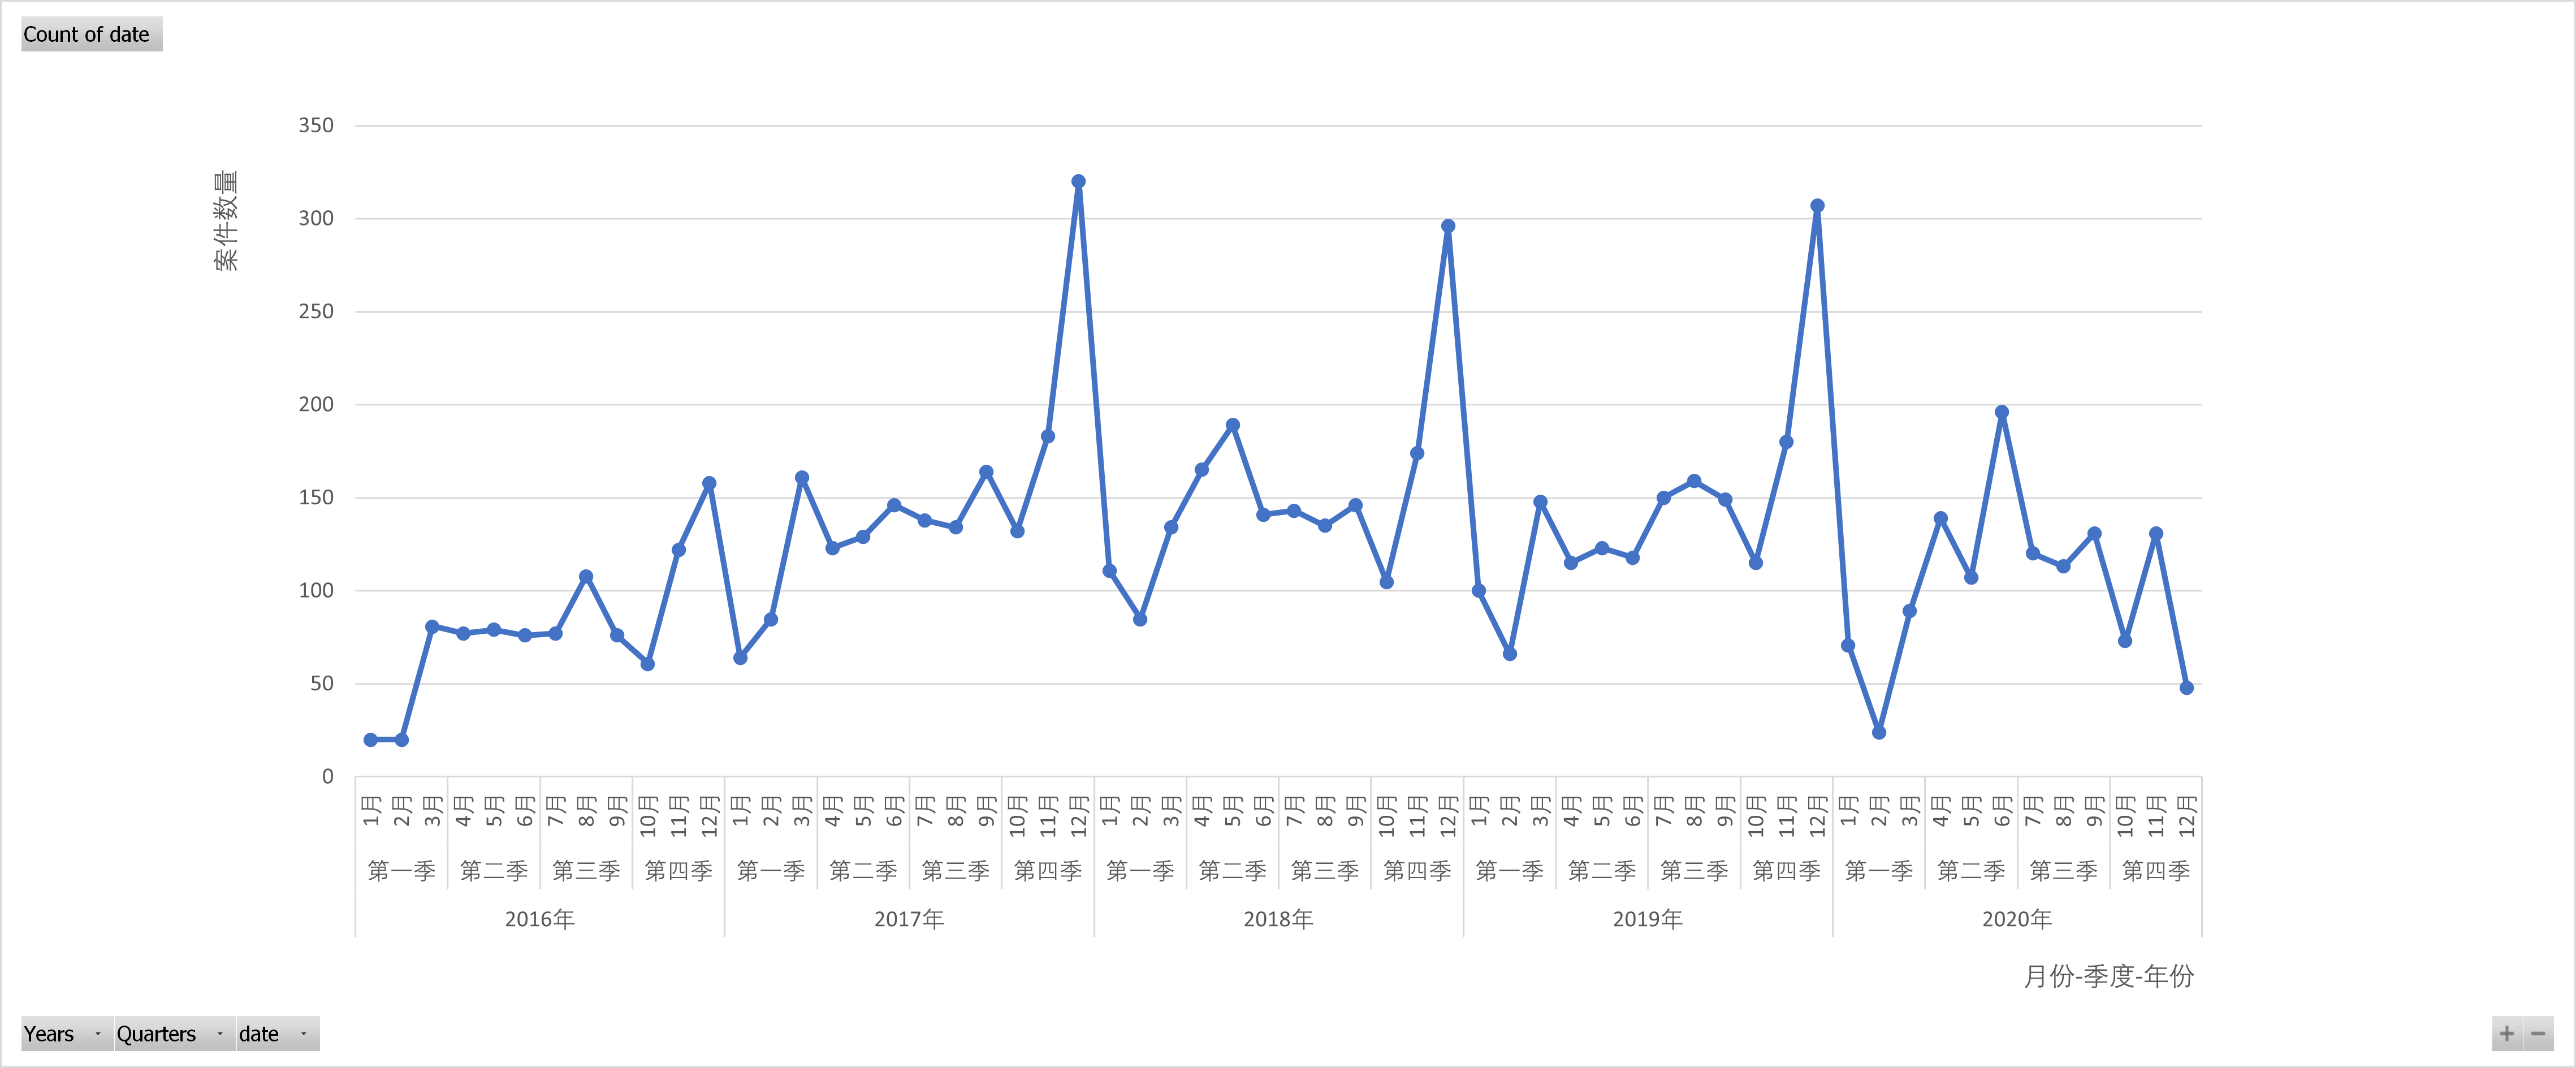 Count of date
案件数量
350
300
250
200
150
100
50
0
1月 2月 3月 4月 5月 6月 7月 8月 9月 10月 11月 12月 1月 2月 3月 4月 5月 6月 7月 8月 9月 10月 11月 12月 1月 2月 3月 4月 5月 6月 7月 8月 9月 10月 11月 12月 1月 2月 3月 4月 5月 6月 7月 8月 9月 10月 11月 12月 1月 2月 3月 4月 5月 6月 7月 8月 9月 10月 11月 12月
第一季 第二季 第三季 第四季 第一季 第二季 第三季 第四季 第一季 第二季 第三季 第四季 第一季 第二季 第三季 第四季 第一季 第二季 第三季 第四季
2016年 2017年 2018年 2019年 2020年
月份-季度-年份
Years Quarters date + −